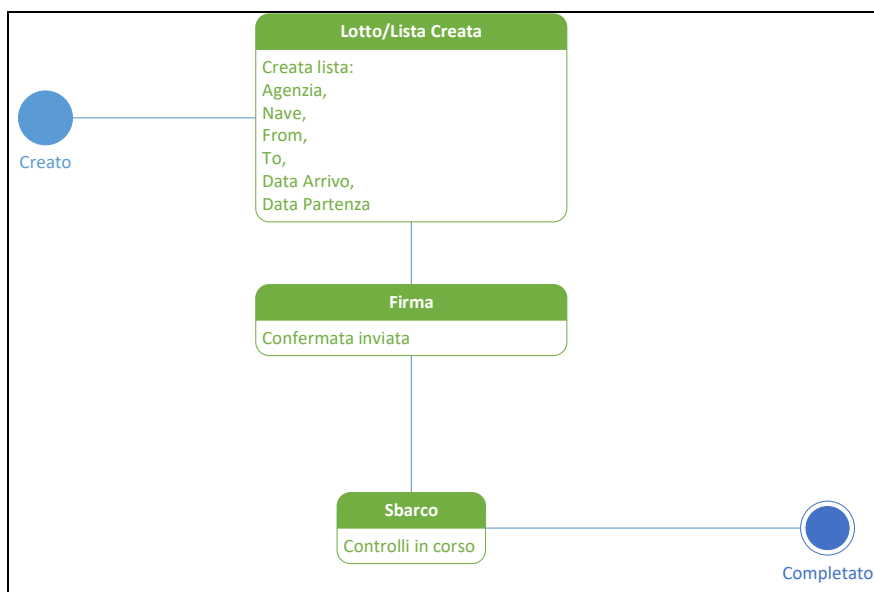 Lotto/Lista Creata
Creata lista:
Agenzia,
Nave,
From,
To,
Data Arrivo,
Data Partenza
Creato
Firma
Confermata inviata
Sbarco
Controlli in corso
Completato